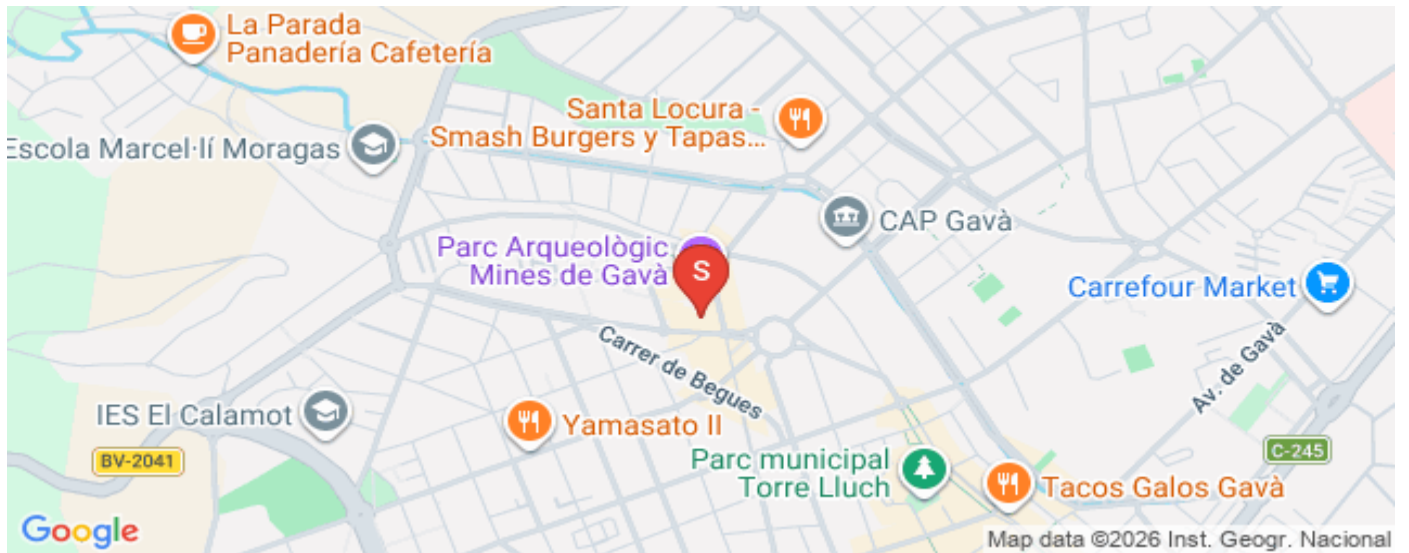 La Parada
Panadería Cafetería
Santa Locura -
Smash Burgers y Tapas...
Escola Marcel·lí Moragas
CAP Gavà
Parc Arqueològic
Mines de Gavà
S
Carrefour Market
Carrer de Begues
Av. de Gavà
IES El Calamot
Yamasato II
BV-2041
C-245
Parc municipal
Torre Lluch
Tacos Galos Gavà
Google
Map data ©2026 Inst. Geogr. Nacional